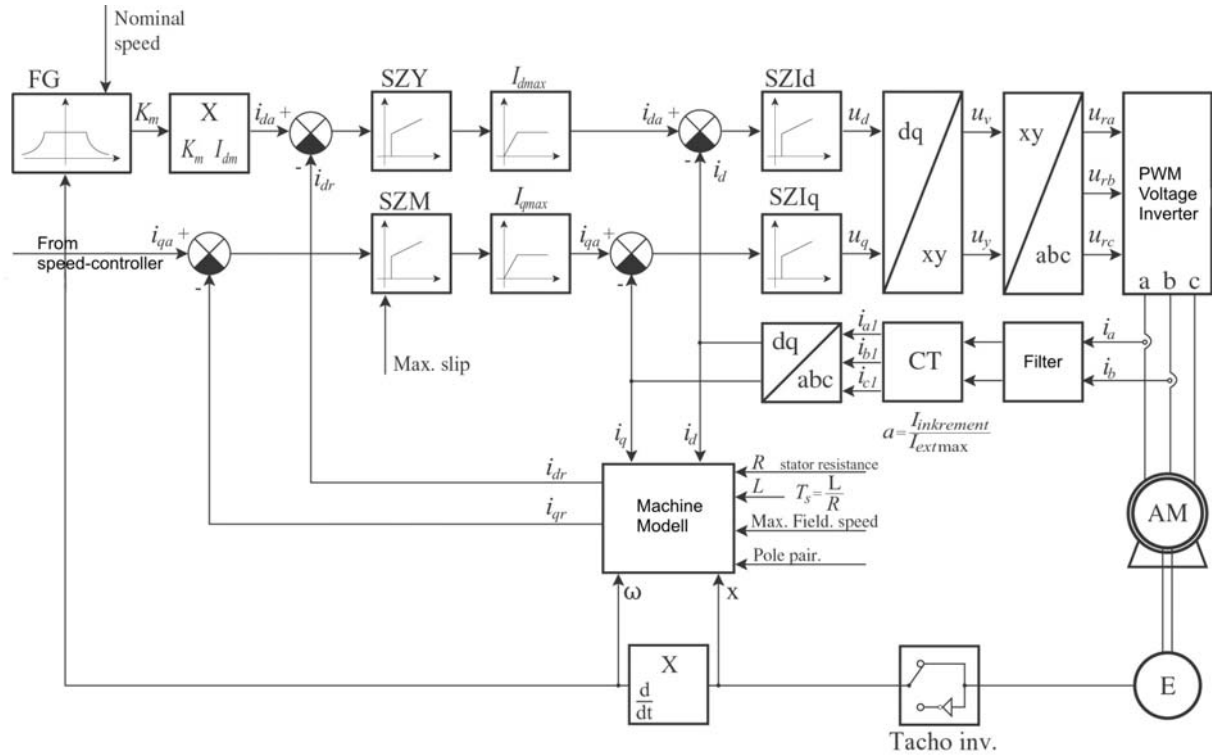 Nominal
speed
FG
K_m
X
K_m I_dm
i_da +
-
i_dr
SZY
I_dmax
i_da +
-
i_d
SZId
u_d
dq
xy
u_v
u_y
xy
abc
u_ra
u_rb
u_rc
PWM
Voltage
Inverter
a b c
From
speed-controller
i_qa +
-
SZM
I_qmax
i_qa +
-
SZIq
u_q
Max. slip
dq
abc
i_a1
i_b1
i_c1
CT
Filter
i_a
i_b
a = I_inkrement / I_extmax
i_q
i_d
i_dr
i_qr
Machine
Modell
R stator resistance
L T_s = L/R
Max. Field. speed
Pole pair.
AM
ω
x
X
d/dt
E
Tacho inv.